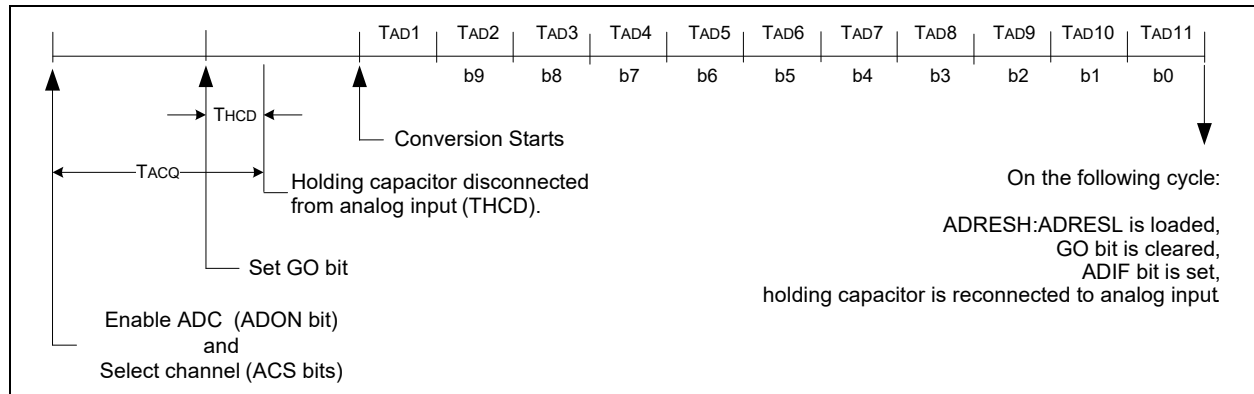 TAD1 TAD2 TAD3 TAD4 TAD5 TAD6 TAD7 TAD8 TAD9 TAD10 TAD11
b9 b8 b7 b6 b5 b4 b3 b2 b1 b0
THCD
Conversion Starts
TACQ
Holding capacitor disconnected
from analog input (THCD).
Set GO bit
Enable ADC (ADON bit)
and
Select channel (ACS bits)
On the following cycle:
ADRESH:ADRESL is loaded,
GO bit is cleared,
ADIF bit is set,
holding capacitor is reconnected to analog input